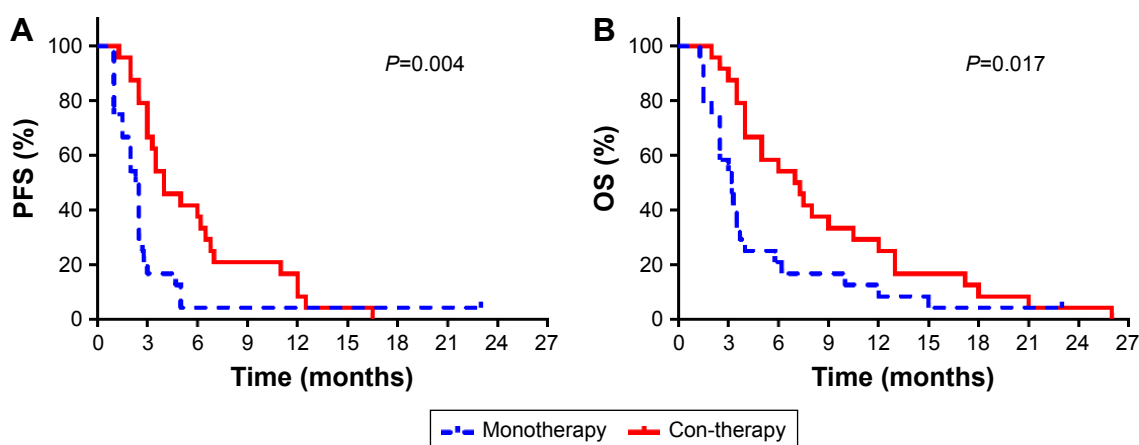 A
B
P=0.004
P=0.017
PFS (%)
100
80
60
40
20
0
0 3 6 9 12 15 18 21 24 27
Time (months)
OS (%)
100
80
60
40
20
0
0 3 6 9 12 15 18 21 24 27
Time (months)
Monotherapy Con-therapy